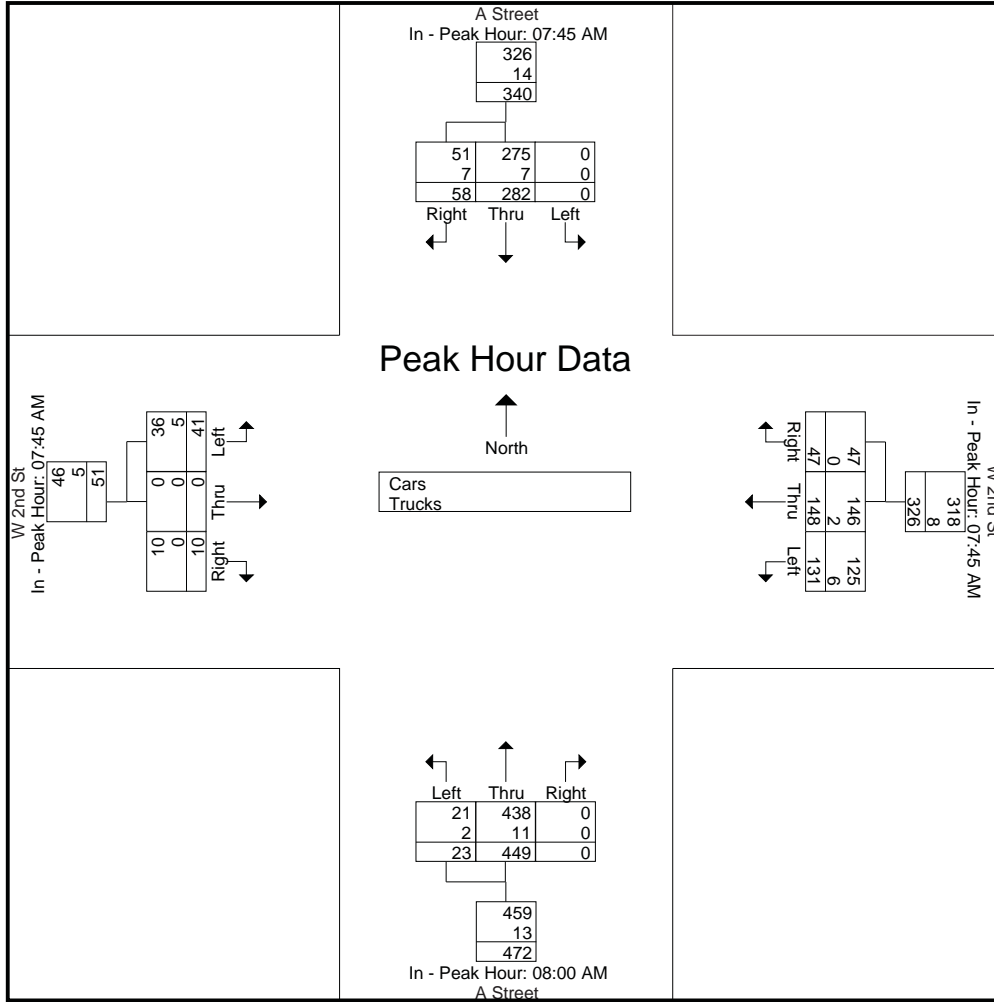 A Street
In - Peak Hour: 07:45 AM
326
14
340
51 275 0
7 7 0
58 282 0
Right Thru Left
Peak Hour Data
North
Cars
Trucks
W 2nd St
In - Peak Hour: 07:45 AM
46
5
51
36 0 10
5 0 0
41 0 10
Left Thru Right
W 2nd St
In - Peak Hour: 07:45 AM
318
8
326
47 146 125
0 2 6
47 148 131
Right Thru Left
Left Thru Right
21 438 0
2 11 0
23 449 0
459
13
472
In - Peak Hour: 08:00 AM
A Street